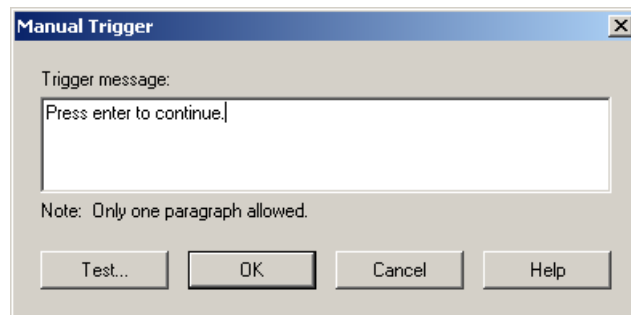 Manual Trigger
Trigger message:
Press enter to continue.
Note:  Only one paragraph allowed.
Test... OK Cancel Help